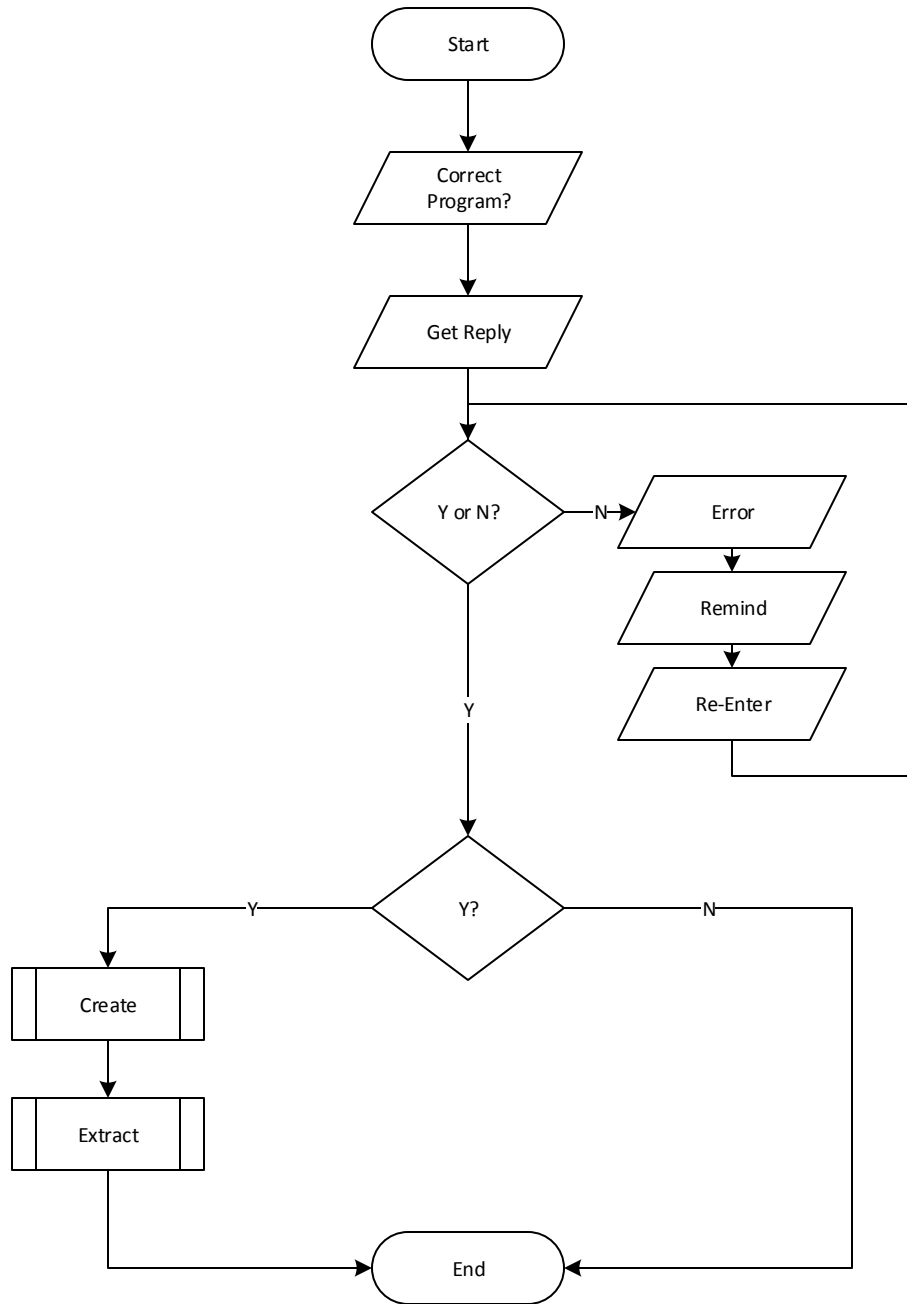 Start
Correct
Program?
Get Reply
Y or N?
N
Error
Remind
Re-Enter
Y
Y
Y?
N
Create
Extract
End